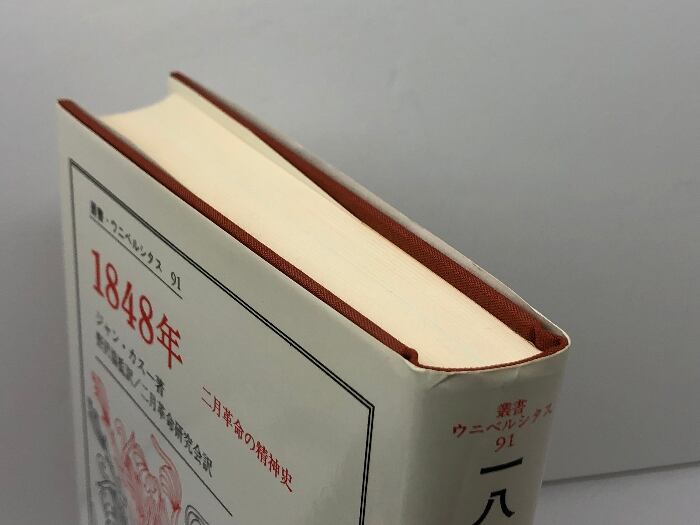 叢書・ウニベルシタス 91
1848年
二月革命の精神史
ジャン・カスー著
野沢協監訳/二月革命研究会訳
叢書
ウニベルシタス
91
一八